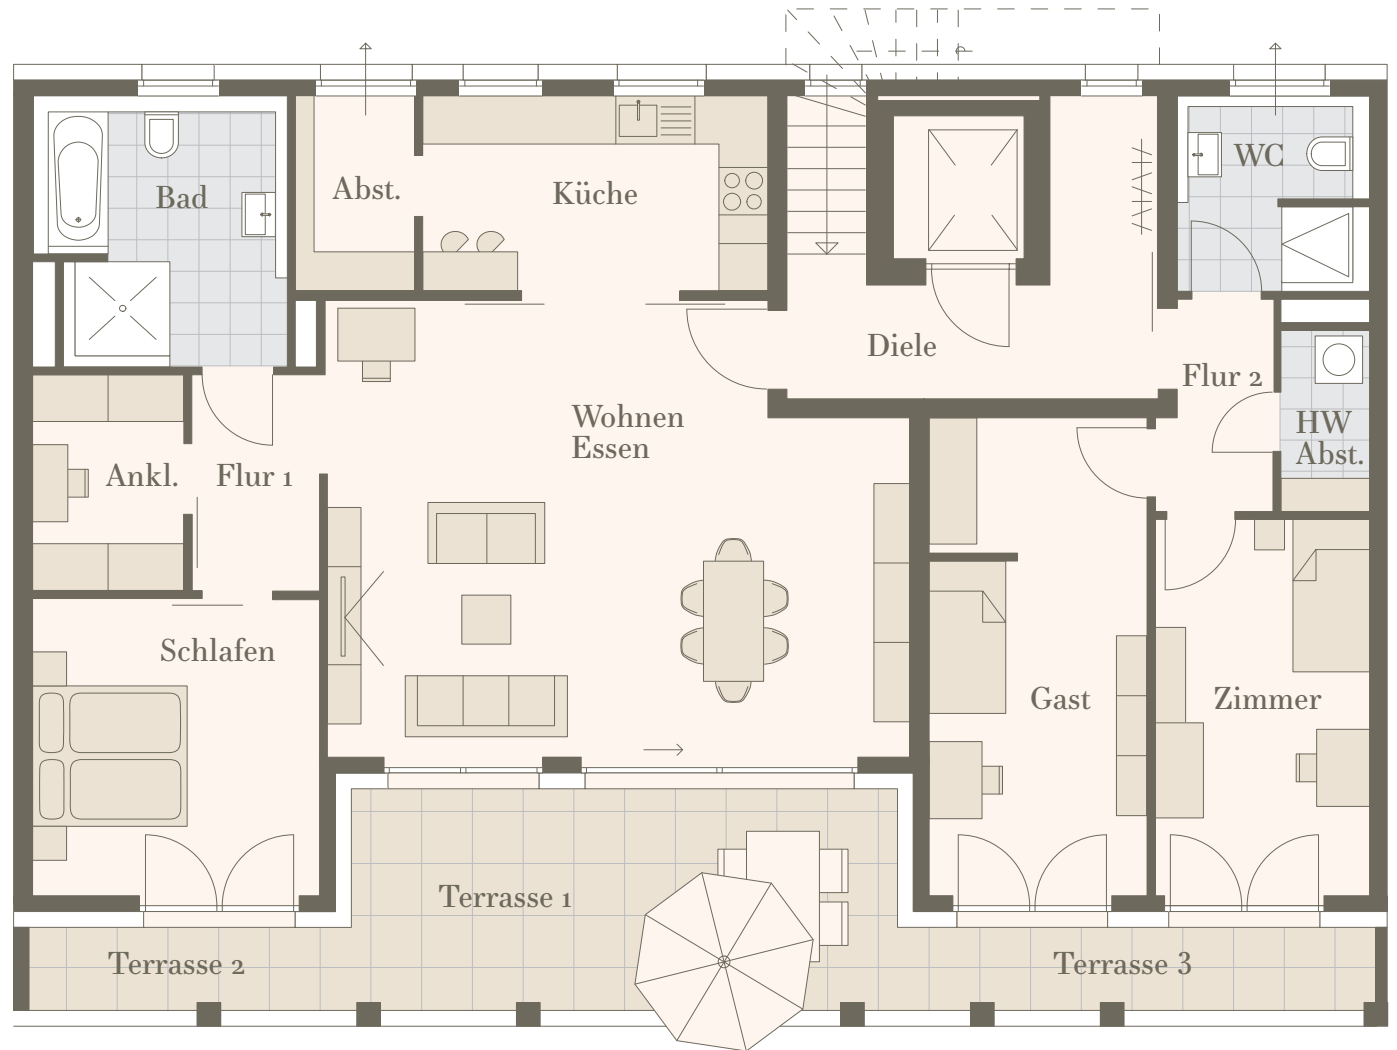 Bad
Abst.
Küche
WC
Diele
Flur 2
Wohnen
Essen
HW
Abst.
Ankl.
Flur 1
Schlafen
Gast
Zimmer
Terrasse 1
Terrasse 2
Terrasse 3